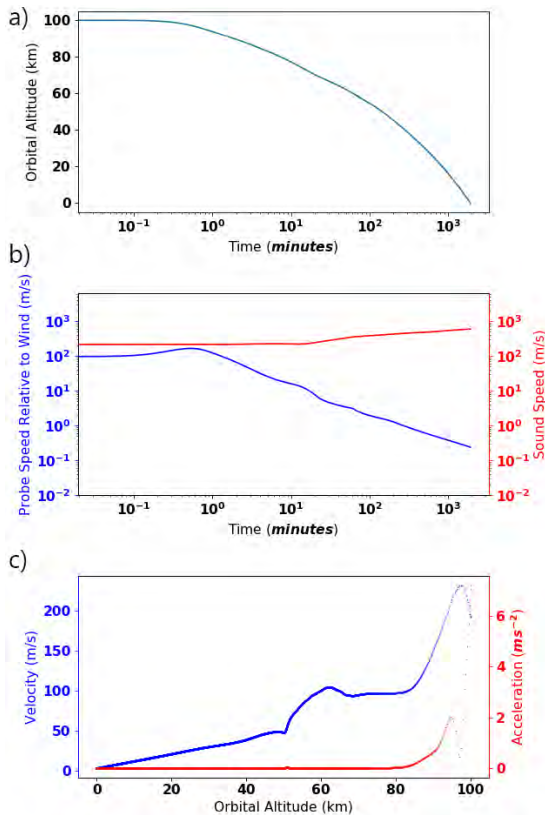 a)
Orbital Altitude (km)
100
80
60
40
20
0
10⁻¹ 10⁰ 10¹ 10² 10³
Time (minutes)
b)
Probe Speed Relative to Wind (m/s)
10³
10²
10¹
10⁰
10⁻¹
10⁻²
10³
10²
10¹
10⁰
10⁻¹
10⁻²
Sound Speed (m/s)
10⁻¹ 10⁰ 10¹ 10² 10³
Time (minutes)
c)
Velocity (m/s)
200
150
100
50
0
6
4
2
0
Acceleration (ms⁻²)
0 20 40 60 80 100
Orbital Altitude (km)